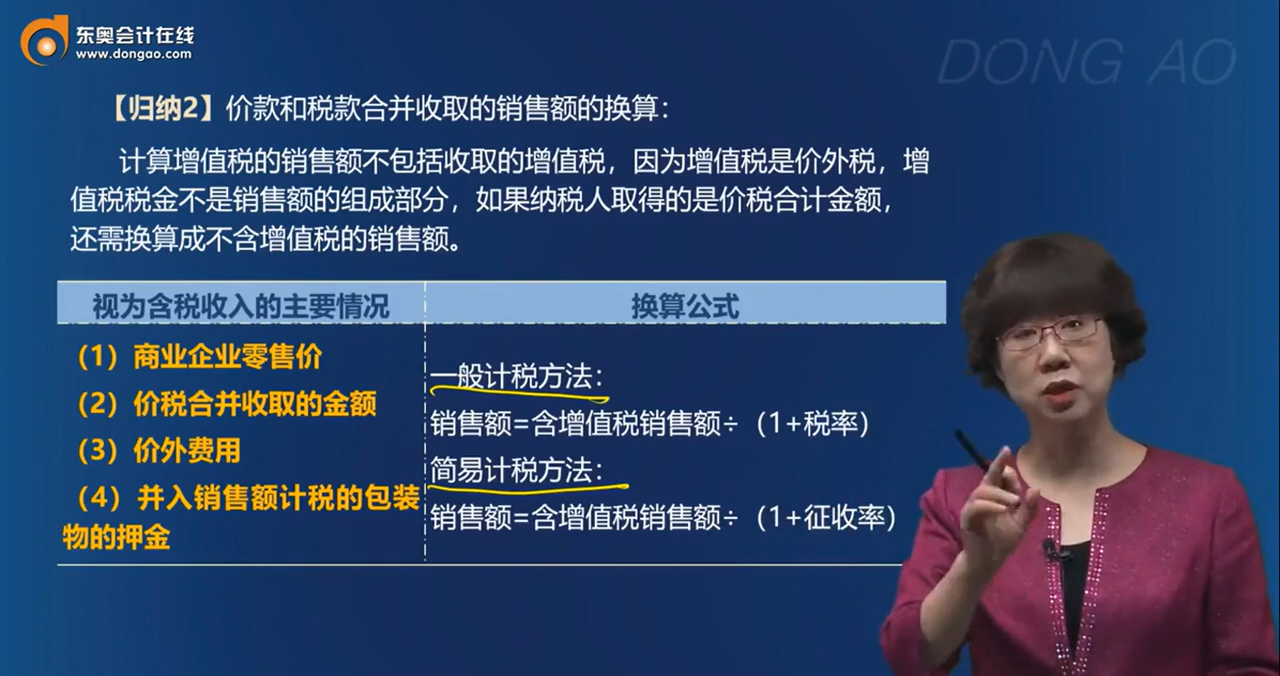 东奥会计在线
www.dongao.com
DONG AO
【归纳2】价款和税款合并收取的销售额的换算：
计算增值税的销售额不包括收取的增值税，因为增值税是价外税，增
值税税金不是销售额的组成部分，如果纳税人取得的是价税合计金额，
还需换算成不含增值税的销售额。
视为含税收入的主要情况
换算公式
（1）商业企业零售价
（2）价税合并收取的金额
（3）价外费用
（4）并入销售额计税的包装
物的押金
一般计税方法：
销售额=含增值税销售额÷（1+税率）
简易计税方法：
销售额=含增值税销售额÷（1+征收率）